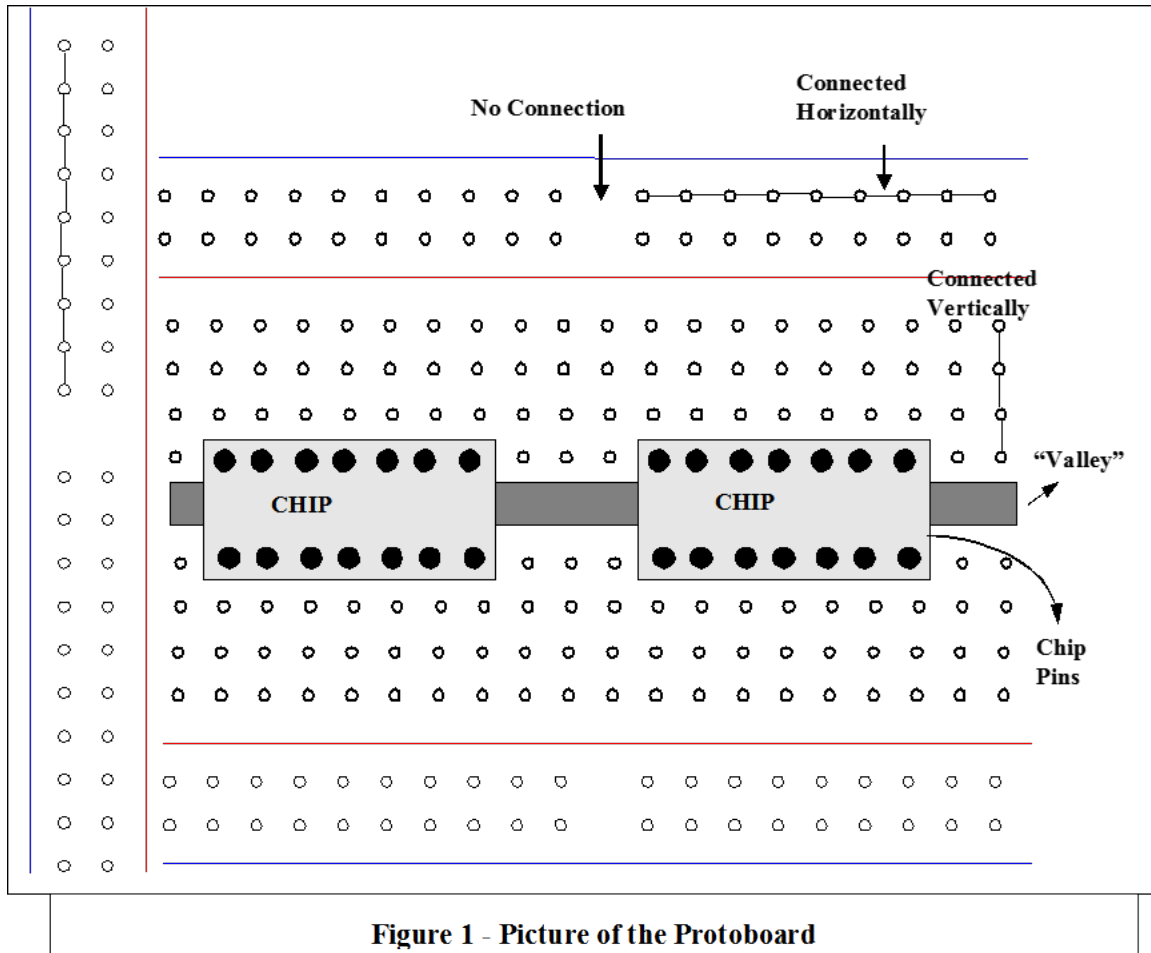 Connected
Horizontally
No Connection
Connected
Vertically
“Valley”
CHIP
CHIP
Chip
Pins
Figure 1 - Picture of the Protoboard